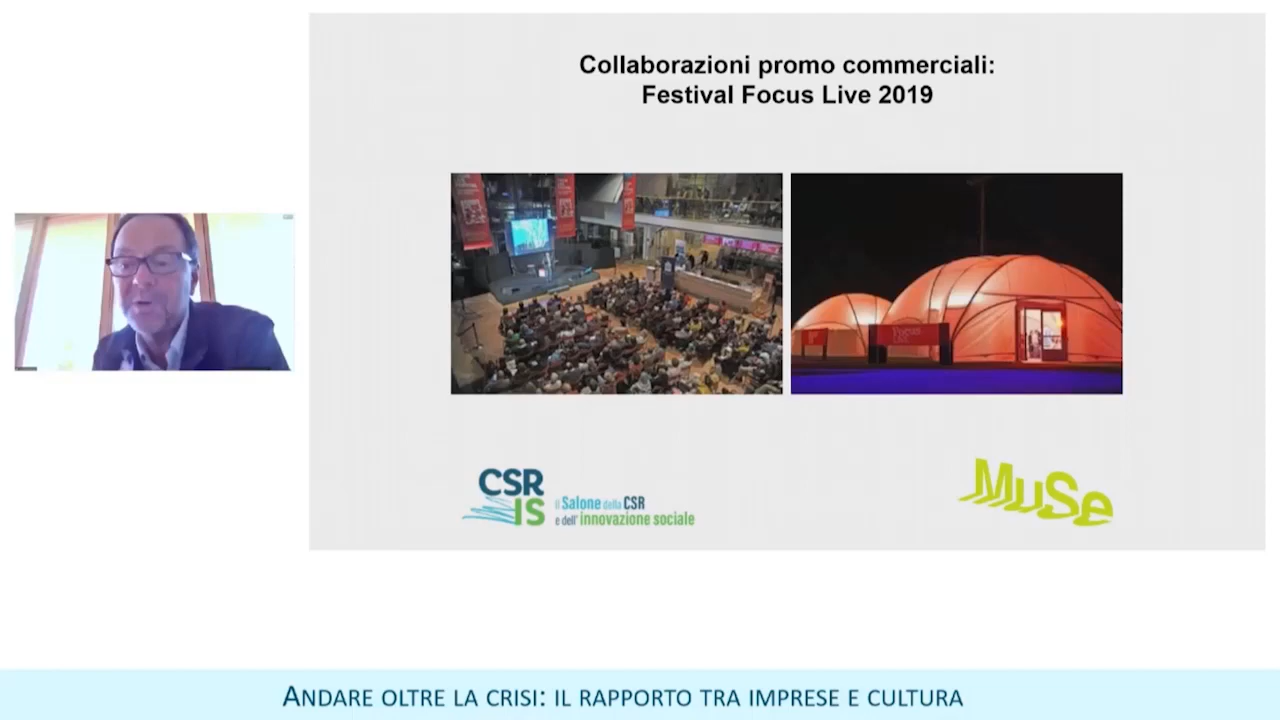 Collaborazioni promo commerciali:
Festival Focus Live 2019
Focus
CSR
IS
il Salone della CSR
e dell'innovazione sociale
MUSe
ANDARE OLTRE LA CRISI: IL RAPPORTO TRA IMPRESE E CULTURA